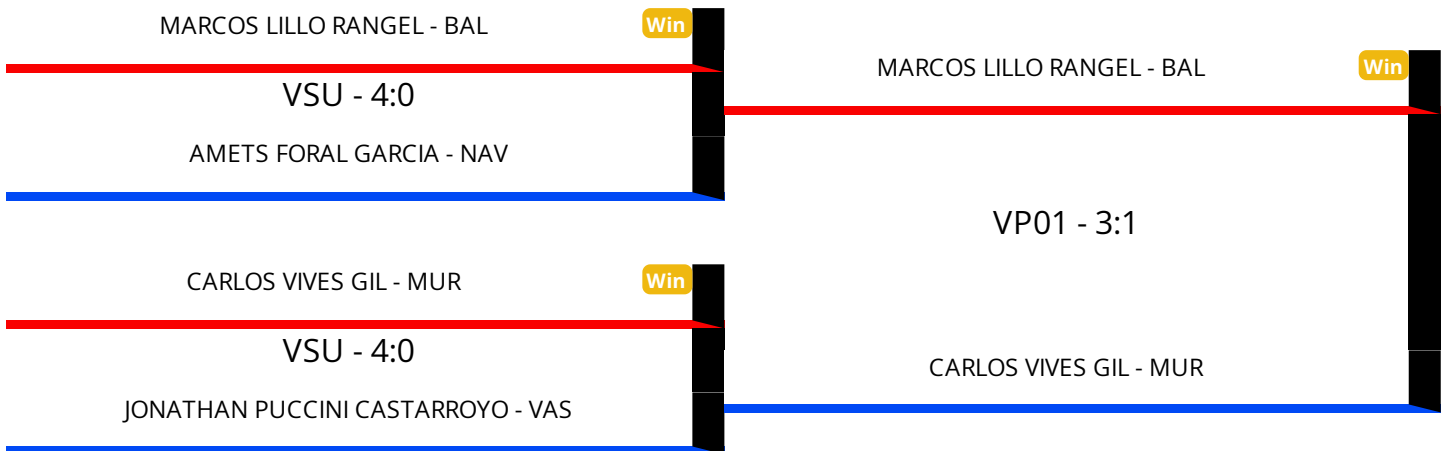 MARCOS LILLO RANGEL - BAL
Win
VSU - 4:0
AMETS FORAL GARCIA - NAV
CARLOS VIVES GIL - MUR
Win
VSU - 4:0
JONATHAN PUCCINI CASTARROYO - VAS
MARCOS LILLO RANGEL - BAL
Win
VP01 - 3:1
CARLOS VIVES GIL - MUR